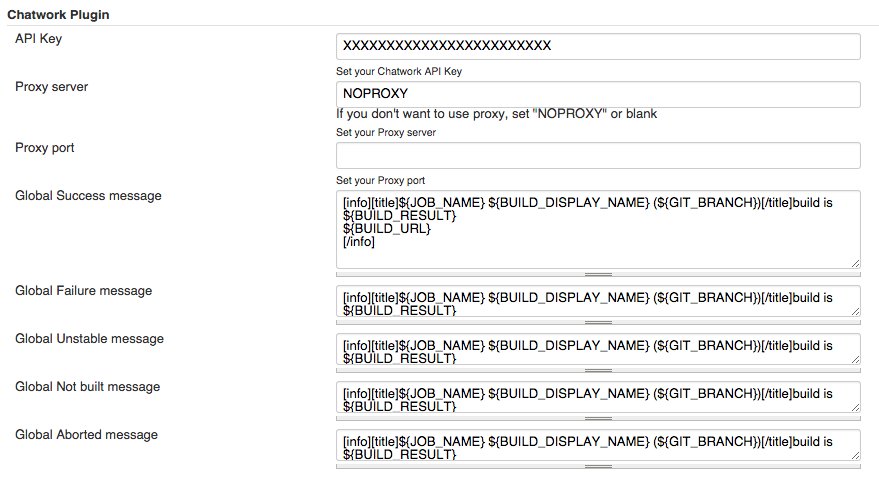 Chatwork Plugin
API Key
XXXXXXXXXXXXXXXXXXXXXXXX
Set your Chatwork API Key
Proxy server
NOPROXY
If you don't want to use proxy, set "NOPROXY" or blank
Set your Proxy server
Proxy port
Set your Proxy port
Global Success message
[info][title]${JOB_NAME} ${BUILD_DISPLAY_NAME} (${GIT_BRANCH})[/title]build is
${BUILD_RESULT}
${BUILD_URL}
[/info]
Global Failure message
[info][title]${JOB_NAME} ${BUILD_DISPLAY_NAME} (${GIT_BRANCH})[/title]build is
${BUILD_RESULT}
Global Unstable message
[info][title]${JOB_NAME} ${BUILD_DISPLAY_NAME} (${GIT_BRANCH})[/title]build is
${BUILD_RESULT}
Global Not built message
[info][title]${JOB_NAME} ${BUILD_DISPLAY_NAME} (${GIT_BRANCH})[/title]build is
${BUILD_RESULT}
Global Aborted message
[info][title]${JOB_NAME} ${BUILD_DISPLAY_NAME} (${GIT_BRANCH})[/title]build is
${BUILD_RESULT}